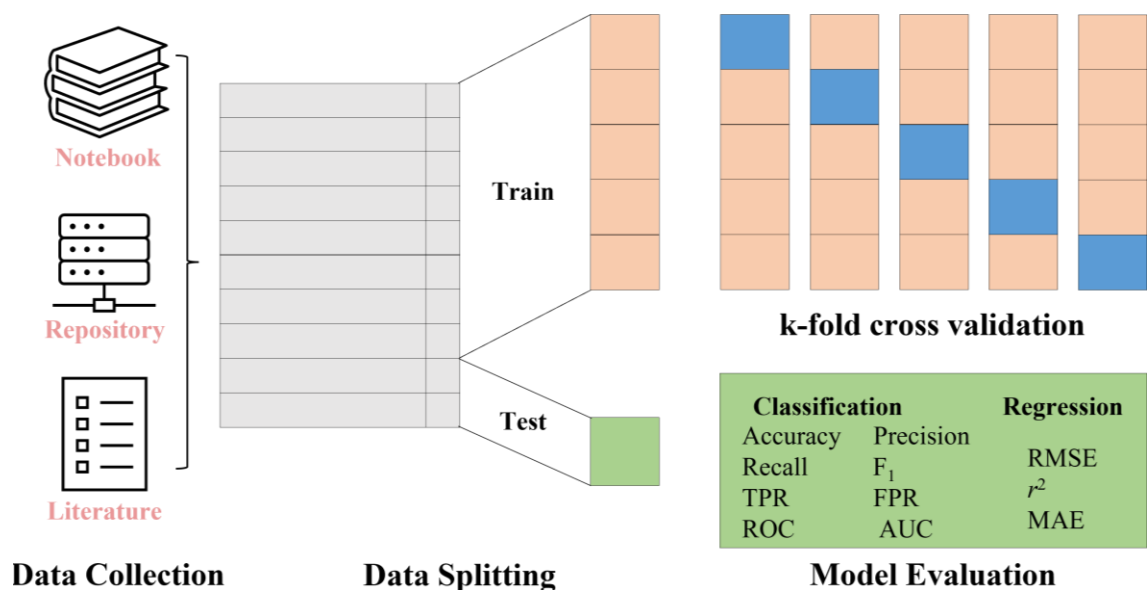 Notebook
Repository
Literature
Data Collection
Train
Test
Data Splitting
k-fold cross validation
Classification Regression
Accuracy Precision
RMSE
Recall F₁
r²
TPR FPR
MAE
ROC AUC
Model Evaluation